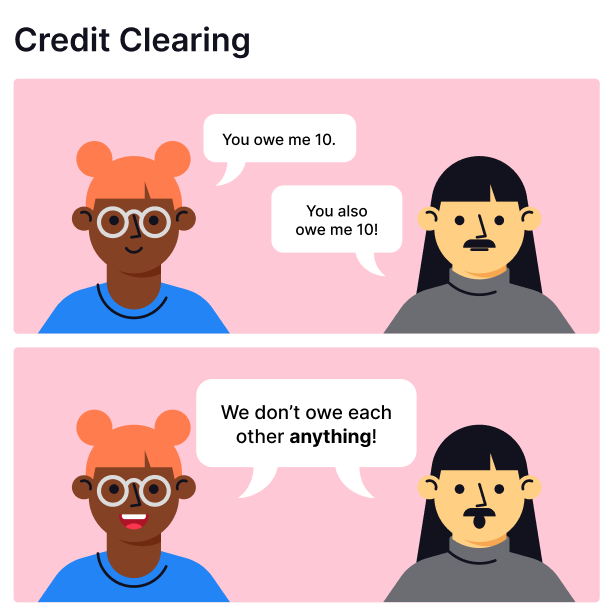 Credit Clearing
You owe me 10.
You also
owe me 10!
We don’t owe each
other anything!